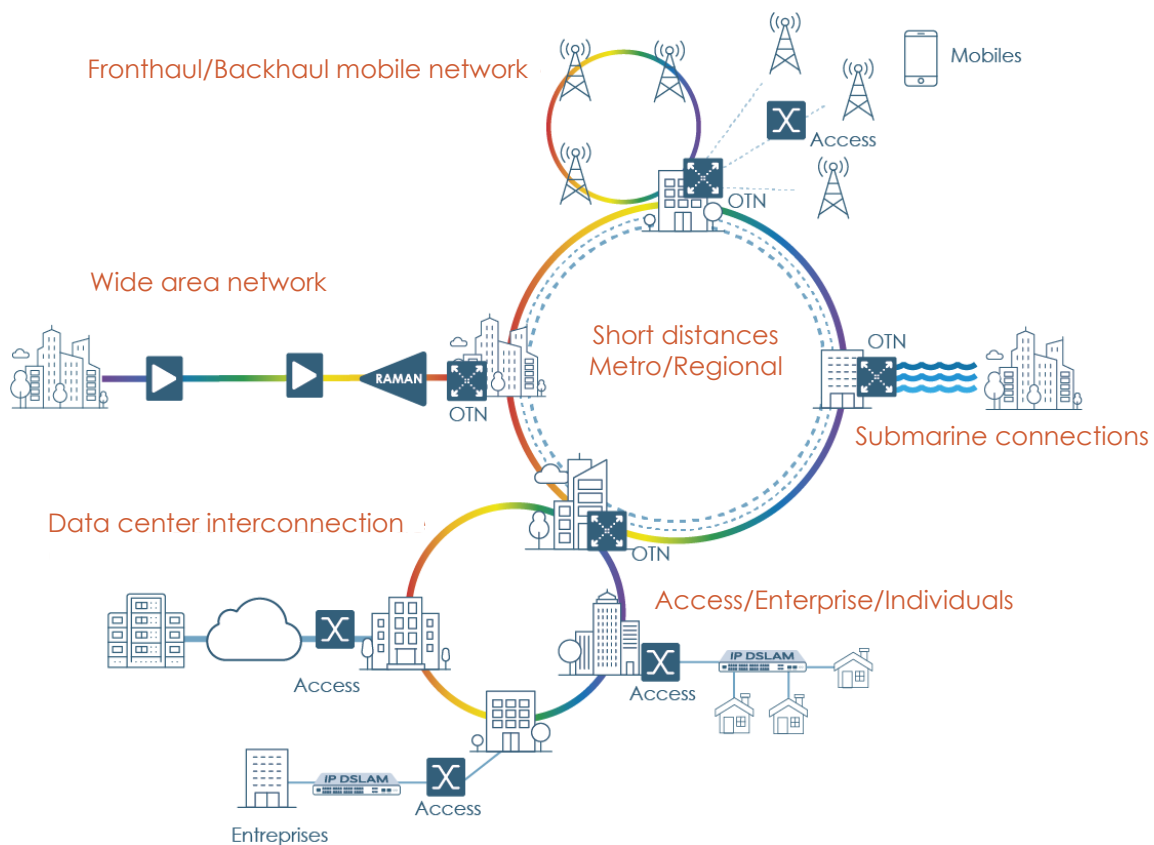 Fronthaul/Backhaul mobile network
Mobiles
Access
OTN
Wide area network
Short distances
Metro/Regional
OTN
RAMAN
OTN
Submarine connections
Data center interconnection
OTN
Access/Enterprise/Individuals
IP DSLAM
Access
Access
IP DSLAM
Access
Entreprises